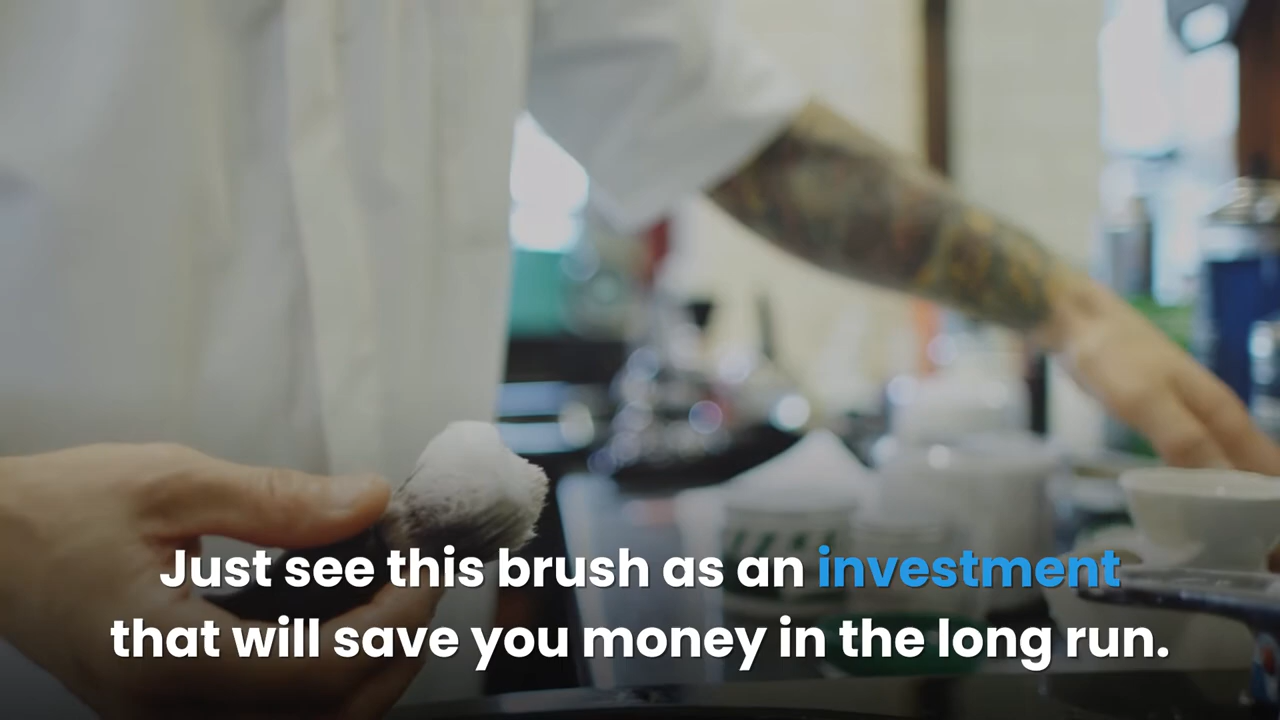 Just see this brush as an investment
that will save you money in the long run.